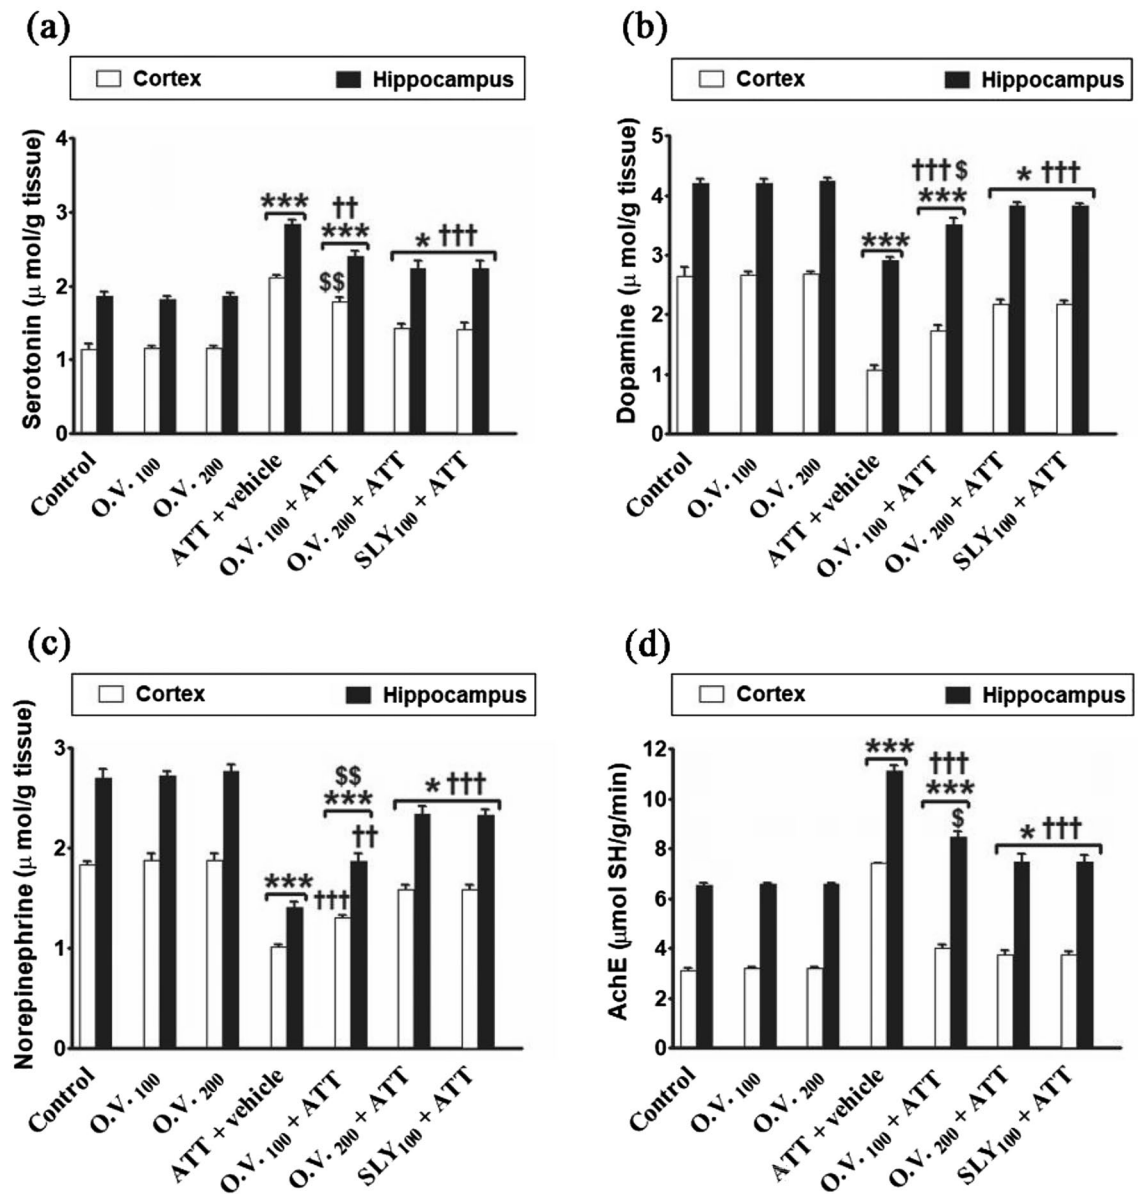 (a)
Cortex Hippocampus
Serotonin (μ mol/g tissue)
4
3
2
1
0
***
††
***
$$
* †††
Control
O.V. 100
O.V. 200
ATT + vehicle
O.V. 100 + ATT
O.V. 200 + ATT
SLY100 + ATT
(b)
Cortex Hippocampus
Dopamine (μ mol/g tissue)
5
4
3
2
1
0
***
††† $
***
* †††
Control
O.V. 100
O.V. 200
ATT + vehicle
O.V. 100 + ATT
O.V. 200 + ATT
SLY100 + ATT
(c)
Cortex Hippocampus
Norepinephrine (μ mol/g tissue)
3
2
1
0
***
$$
***
††
†††
* †††
Control
O.V. 100
O.V. 200
ATT + vehicle
O.V. 100 + ATT
O.V. 200 + ATT
SLY100 + ATT
(d)
Cortex Hippocampus
AchE (μmol SH/g/min)
12
10
8
6
4
2
0
***
†††
***
$
* †††
Control
O.V. 100
O.V. 200
ATT + vehicle
O.V. 100 + ATT
O.V. 200 + ATT
SLY100 + ATT